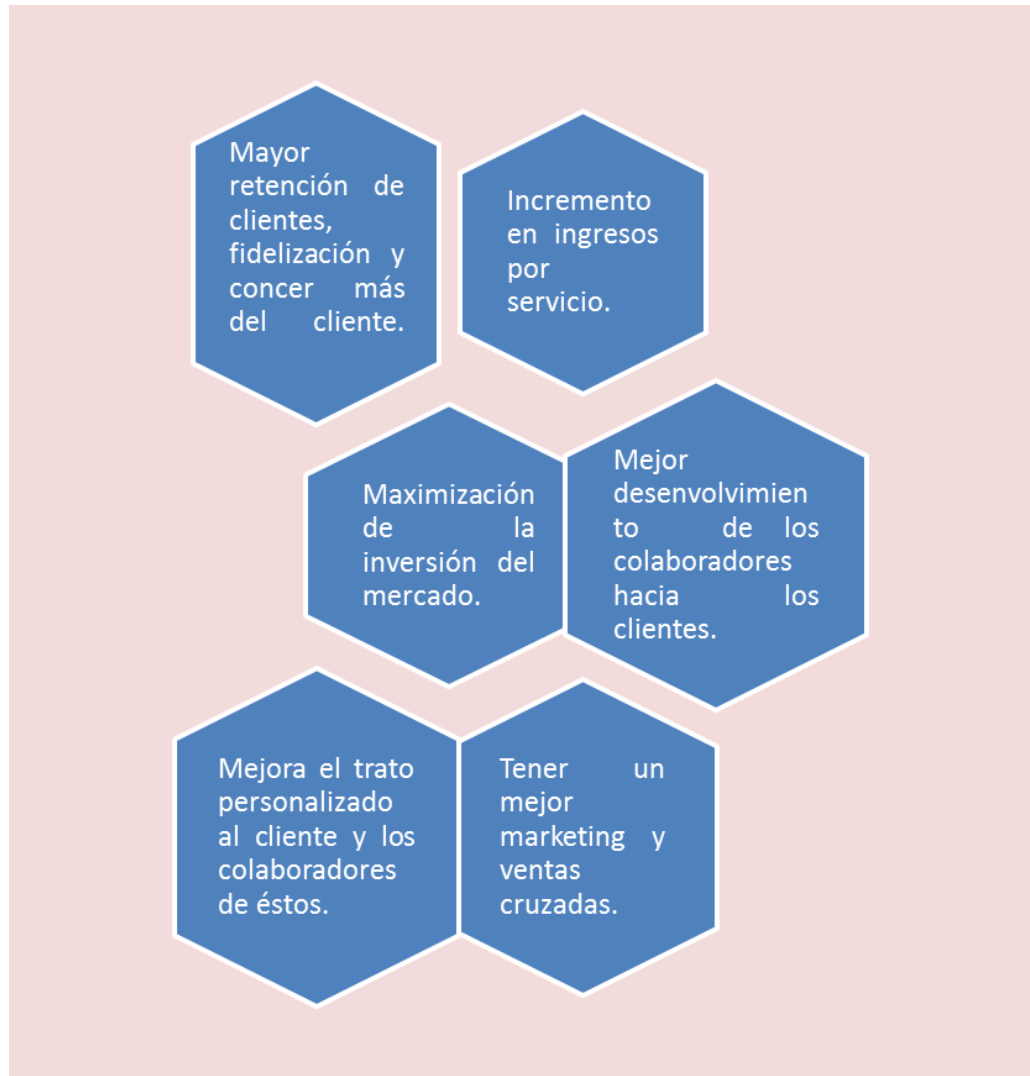 Mayor
retención de
clientes,
fidelización y
concer más
del cliente.
Incremento
en ingresos
por
servicio.
Maximización
de la
inversión del
mercado.
Mejor
desenvolvimien
to de los
colaboradores
hacia los
clientes.
Mejora el trato
personalizado
al cliente y los
colaboradores
de éstos.
Tener un
mejor
marketing y
ventas
cruzadas.